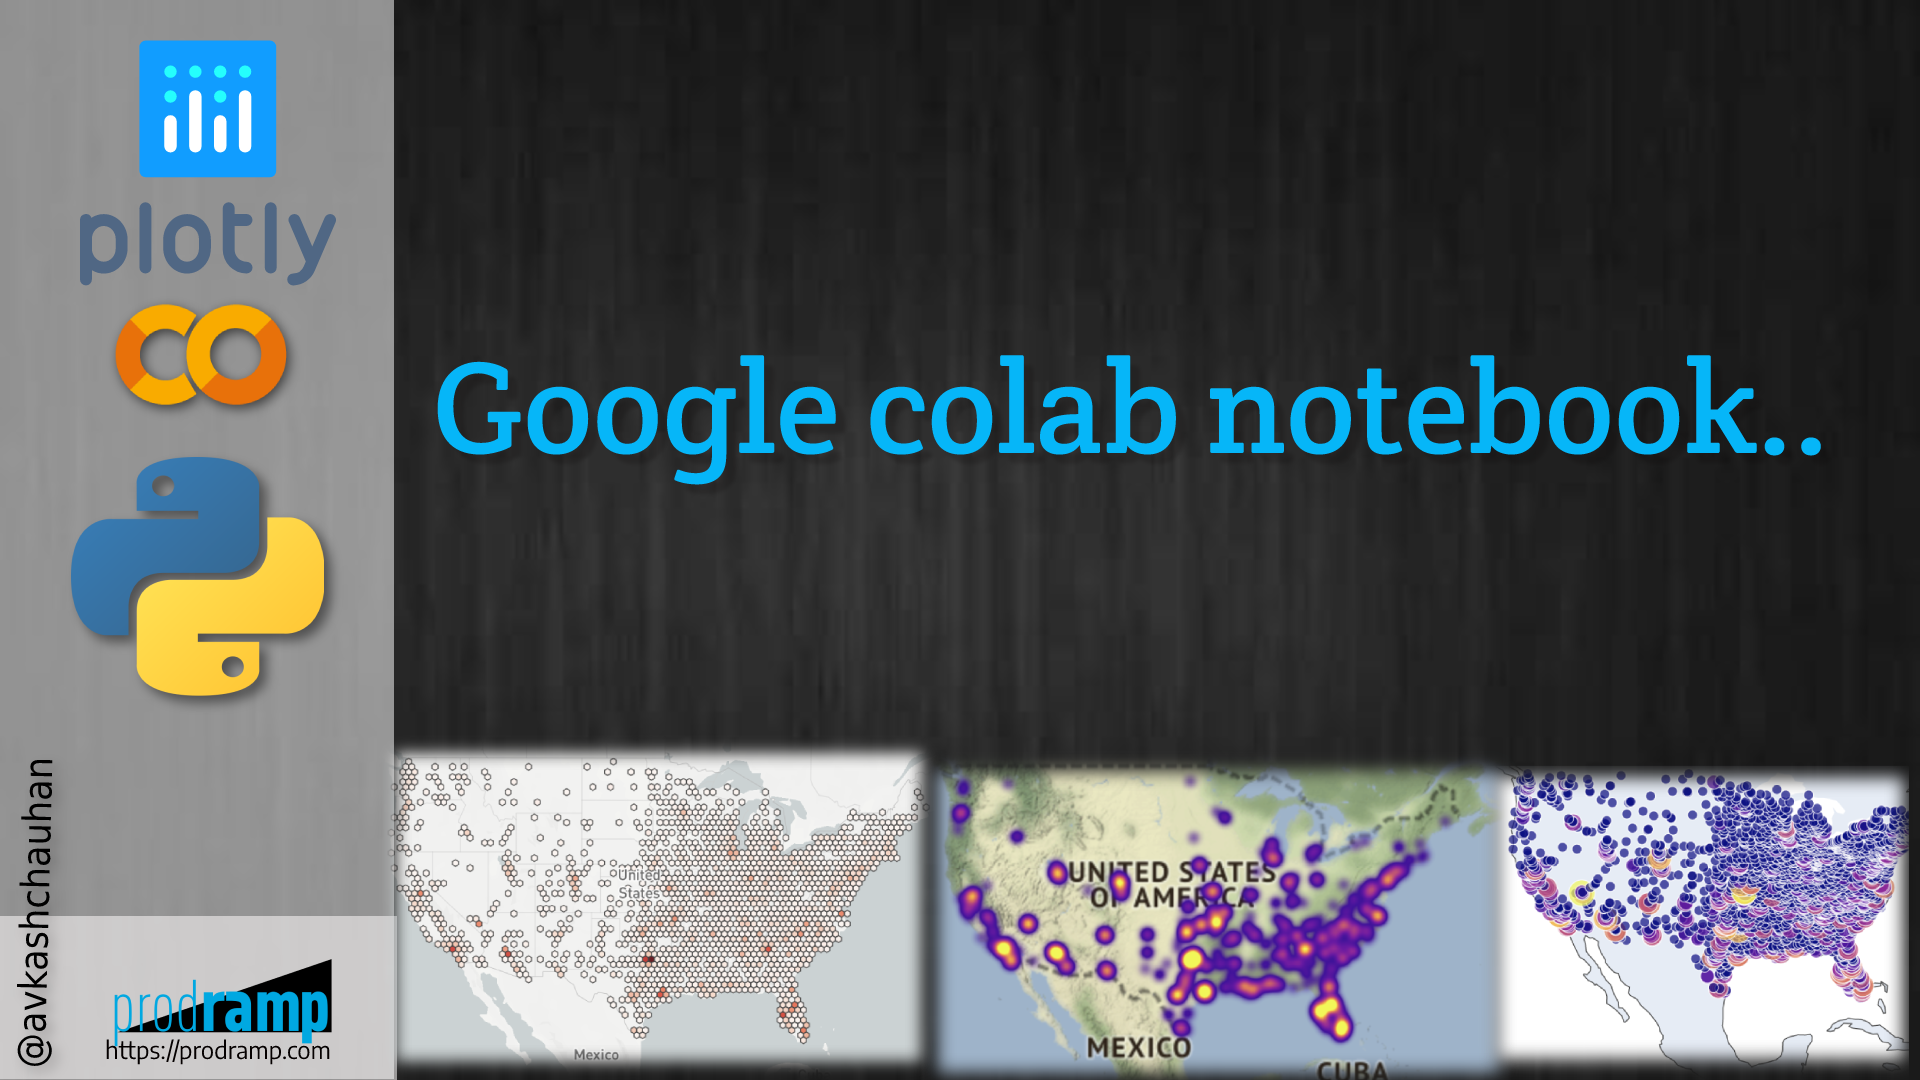 plotly
Google colab notebook..
@avkashchauhan
prodramp
https://prodramp.com
United
States
Mexico
UNITED STATES
OF AMERICA
MEXICO
CUBA